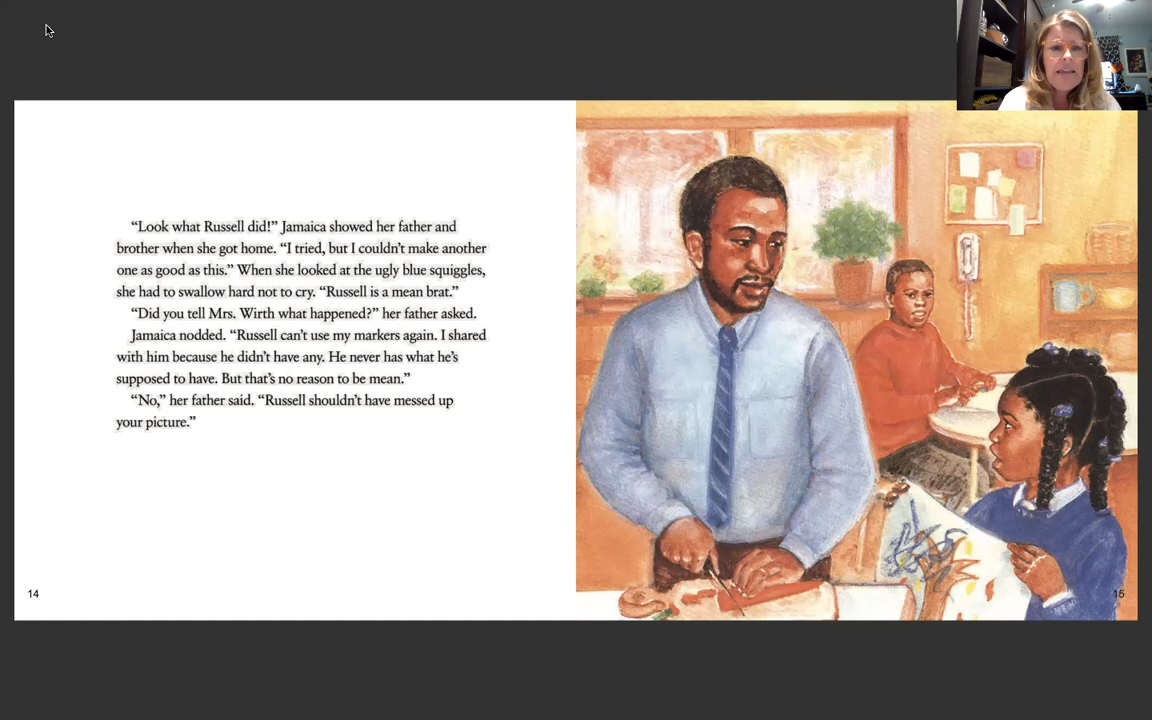 “Look what Russell did!” Jamaica showed her father and
brother when she got home. “I tried, but I couldn’t make another
one as good as this.” When she looked at the ugly blue squiggles,
she had to swallow hard not to cry. “Russell is a mean brat.”
“Did you tell Mrs. Wirth what happened?” her father asked.
Jamaica nodded. “Russell can’t use my markers again. I shared
with him because he didn’t have any. He never has what he’s
supposed to have. But that’s no reason to be mean.”
“No,” her father said. “Russell shouldn’t have messed up
your picture.”
14
15